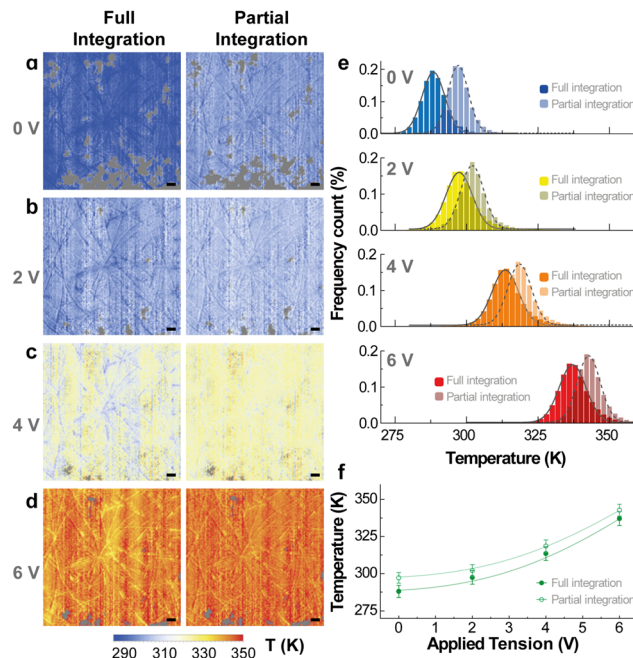 Full Integration
Partial Integration
a
0 V
b
2 V
c
4 V
d
6 V
290 310 330 350 T (K)
e
Frequency count (%)
0 V
0.2
0.1
0.0
Full integration
Partial integration
2 V
0.2
0.1
0.0
Full integration
Partial integration
4 V
0.2
0.1
0.0
Full integration
Partial integration
6 V
0.2
0.1
0.0
Full integration
Partial integration
275 300 325 350
Temperature (K)
f
Temperature (K)
350
325
300
275
Full integration
Partial integration
0 1 2 3 4 5 6
Applied Tension (V)